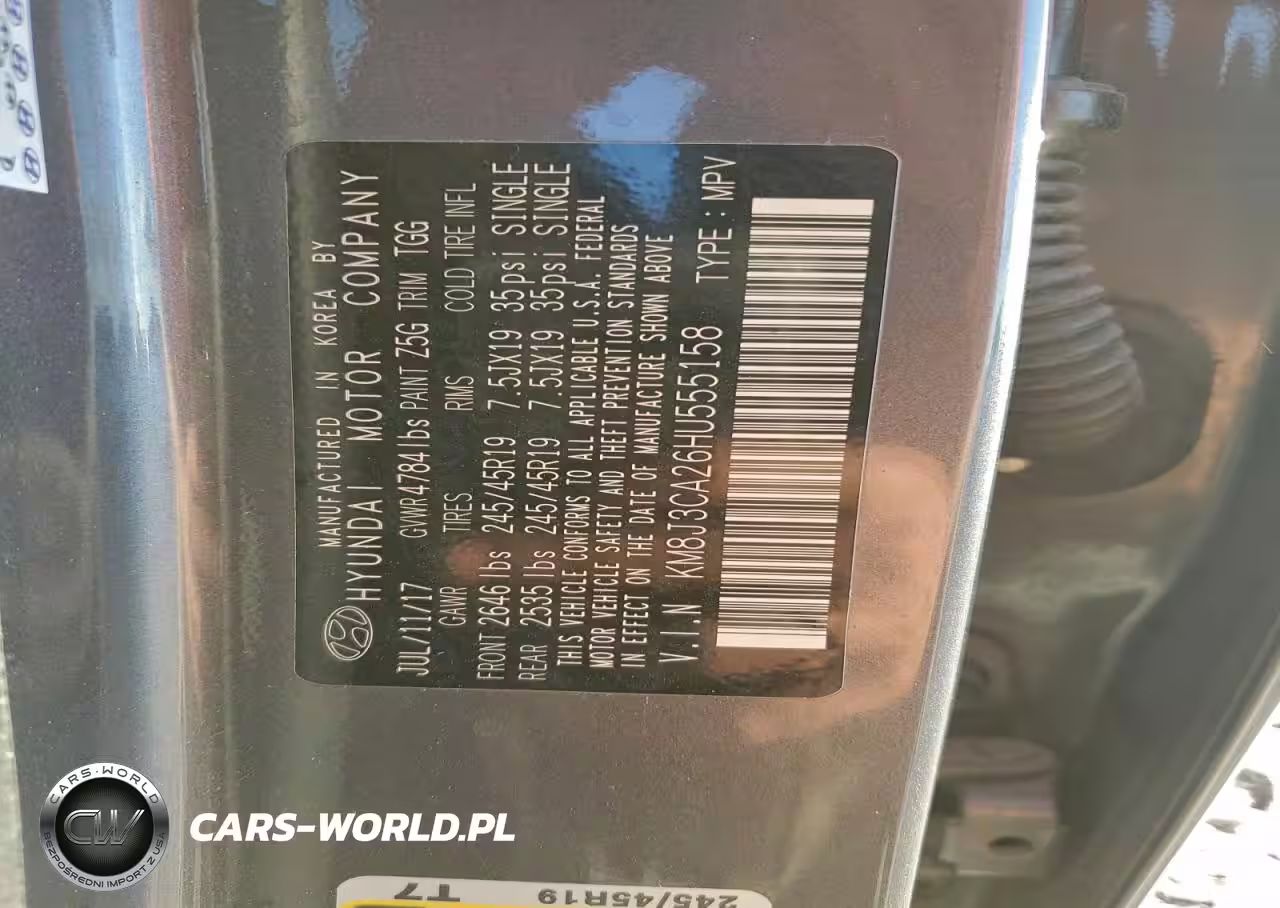 MANUFACTURED IN KOREA BY
HYUNDAI MOTOR COMPANY
JUL/11/17 GVWR4784lbs PAINT Z5G TRIM TGG
GAWR TIRES RIMS COLD TIRE INFL
FRONT 2646 lbs 245/45R19 7.5JX19 35psi SINGLE
REAR 2535 lbs 245/45R19 7.5JX19 35psi SINGLE
THIS VEHICLE CONFORMS TO ALL APPLICABLE U.S.A. FEDERAL
MOTOR VEHICLE SAFETY AND THEFT PREVENTION STANDARDS
IN EFFECT ON THE DATE OF MANUFACTURE SHOWN ABOVE
V.I.N KM8J3CA26HU555158 TYPE : MPV
CARS-WORLD
CW
BEZPOŚREDNI IMPORT Z USA
CARS-WORLD.PL
245/45R19
T7